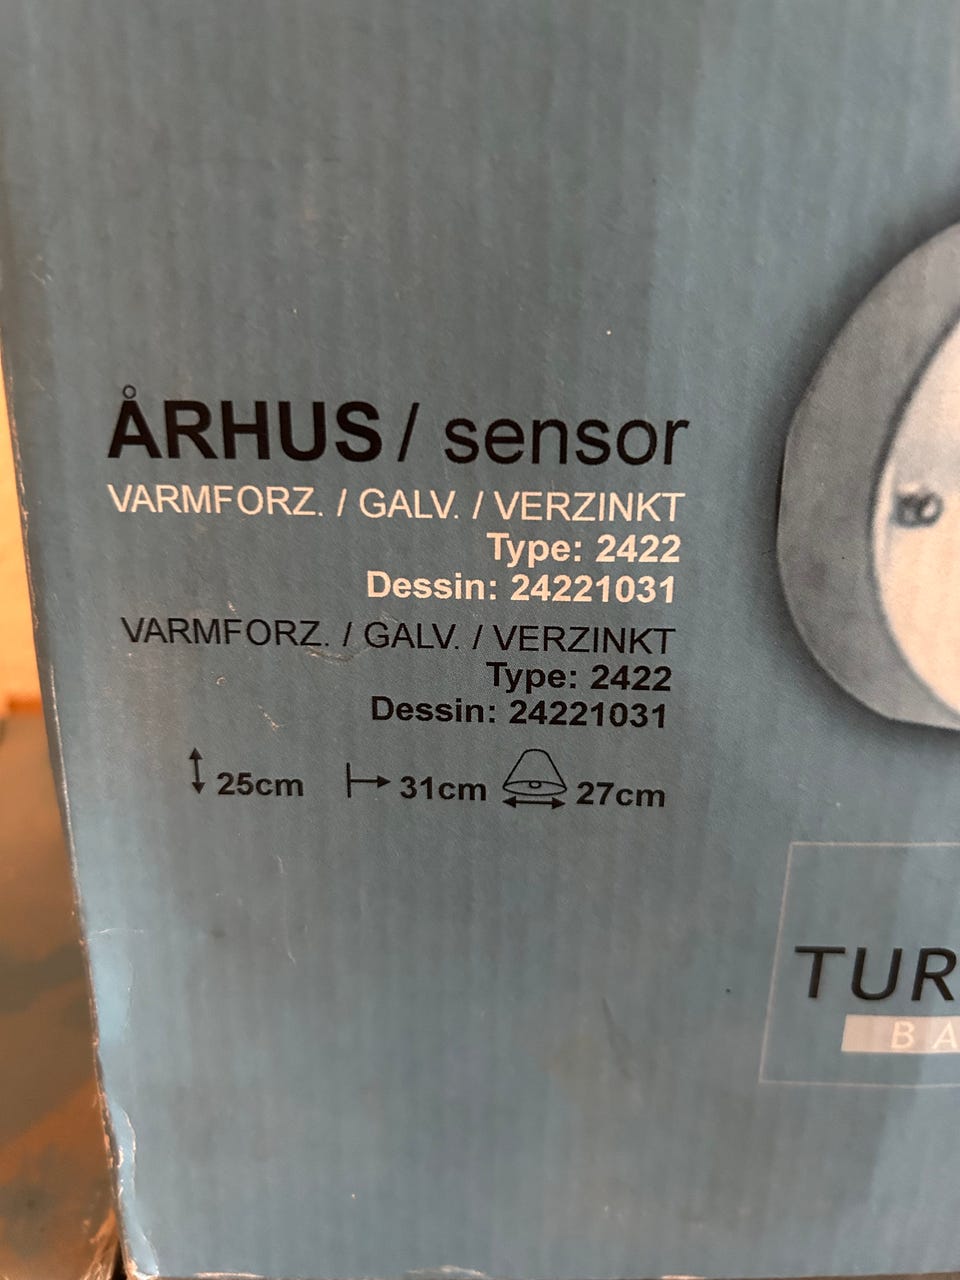 ÅRHUS / sensor
VARMFORZ. / GALV. / VERZINKT
Type: 2422
Dessin: 24221031
VARMFORZ. / GALV. / VERZINKT
Type: 2422
Dessin: 24221031
25cm 31cm 27cm
TUR
BA